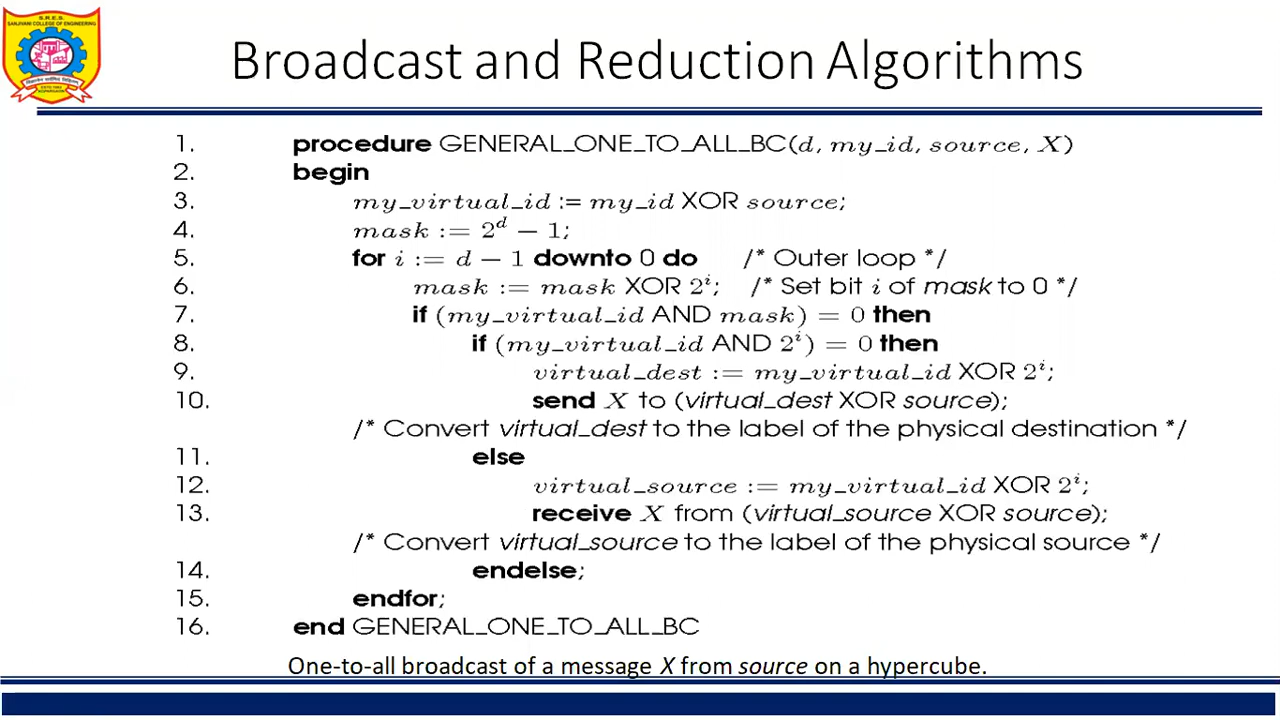 S.R.E.S.
SANJIVANI COLLEGE OF ENGINEERING
Broadcast and Reduction Algorithms
1. procedure GENERAL_ONE_TO_ALL_BC(d, my_id, source, X)
2. begin
3. my_virtual_id := my_id XOR source;
4. mask := 2^d − 1;
5. for i := d − 1 downto 0 do /* Outer loop */
6. mask := mask XOR 2^i; /* Set bit i of mask to 0 */
7. if (my_virtual_id AND mask) = 0 then
8. if (my_virtual_id AND 2^i) = 0 then
9. virtual_dest := my_virtual_id XOR 2^i;
10. send X to (virtual_dest XOR source);
/* Convert virtual_dest to the label of the physical destination */
11. else
12. virtual_source := my_virtual_id XOR 2^i;
13. receive X from (virtual_source XOR source);
/* Convert virtual_source to the label of the physical source */
14. endelse;
15. endfor;
16. end GENERAL_ONE_TO_ALL_BC
One-to-all broadcast of a message X from source on a hypercube.